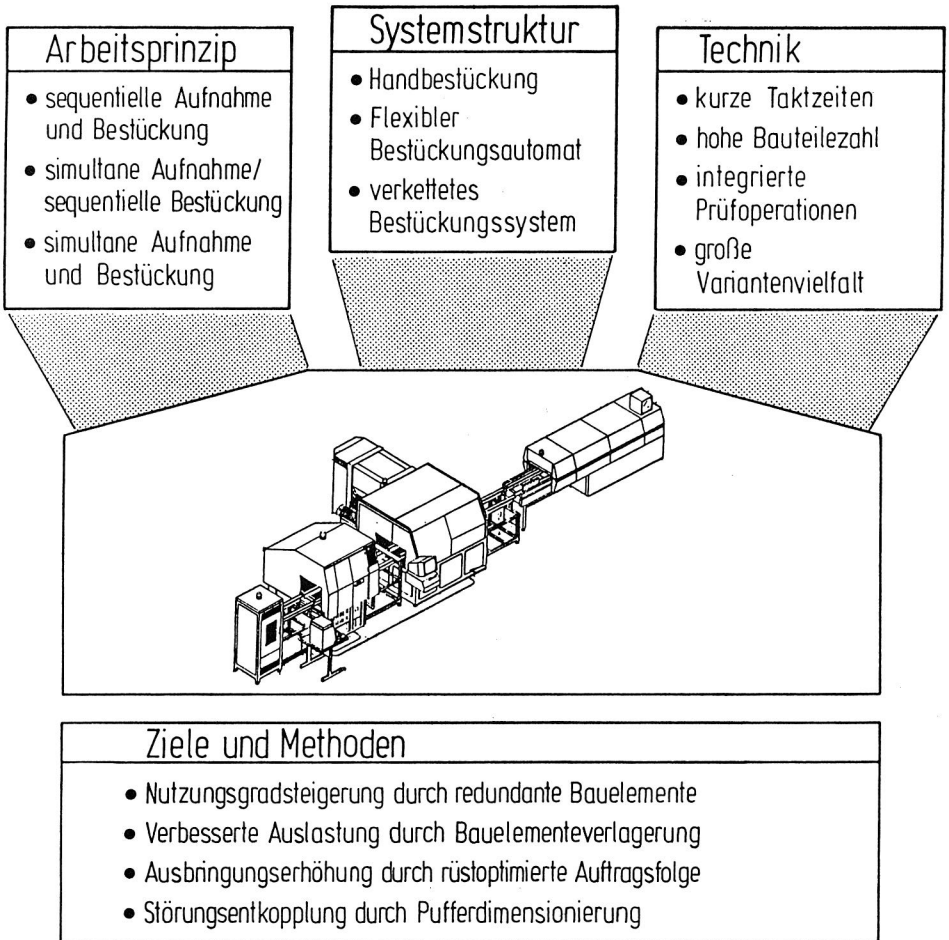 Arbeitsprinzip
• sequentielle Aufnahme
und Bestückung
• simultane Aufnahme/
sequentielle Bestückung
• simultane Aufnahme
und Bestückung
Systemstruktur
• Handbestückung
• Flexibler
Bestückungsautomat
• verkettetes
Bestückungssystem
Technik
• kurze Taktzeiten
• hohe Bauteilezahl
• integrierte
Prüfoperationen
• große
Variantenvielfalt
Ziele und Methoden
• Nutzungsgradsteigerung durch redundante Bauelemente
• Verbesserte Auslastung durch Bauelementeverlagerung
• Ausbringungserhöhung durch rüstoptimierte Auftragsfolge
• Störungsentkopplung durch Pufferdimensionierung